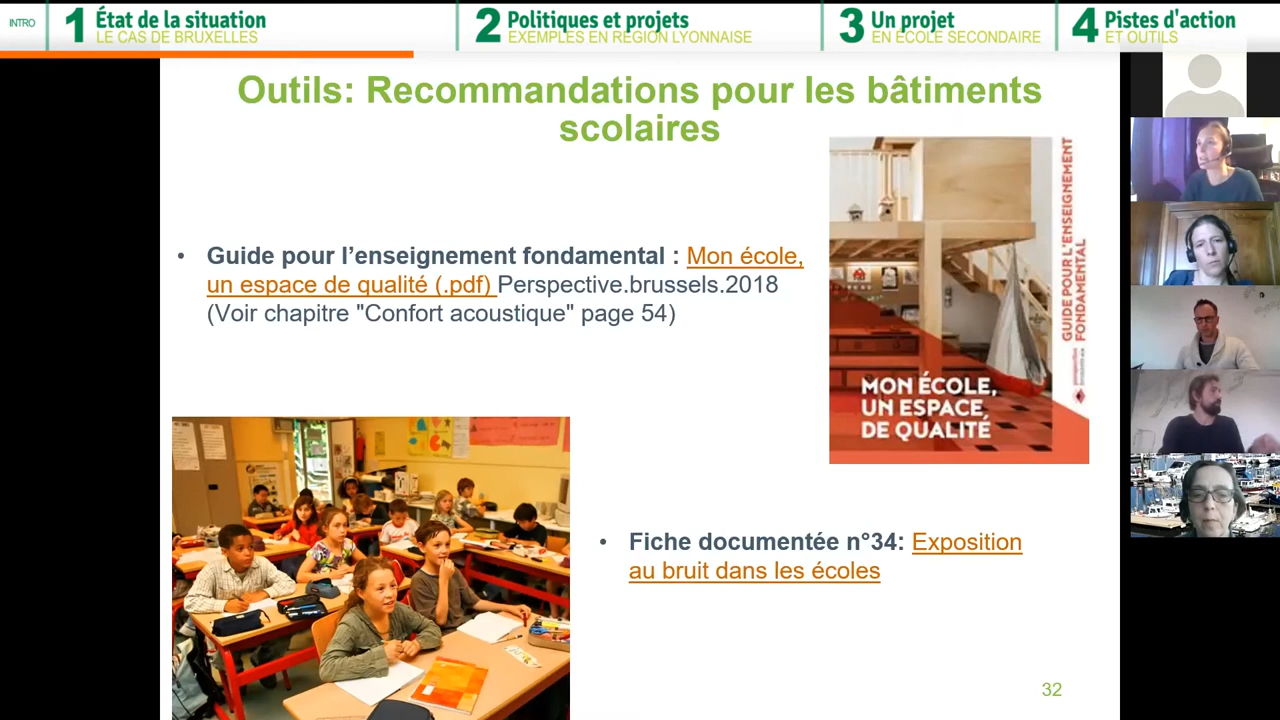 INTRO
1 État de la situation
LE CAS DE BRUXELLES
2 Politiques et projets
EXEMPLES EN RÉGION LYONNAISE
3 Un projet
EN ÉCOLE SECONDAIRE
4 Pistes d'action
ET OUTILS
Outils: Recommandations pour les bâtiments
scolaires
• Guide pour l’enseignement fondamental : Mon école,
un espace de qualité (.pdf) Perspective.brussels.2018
(Voir chapitre "Confort acoustique" page 54)
GUIDE POUR L'ENSEIGNEMENT
FONDAMENTAL
MON ÉCOLE,
UN ESPACE
DE QUALITÉ
• Fiche documentée n°34: Exposition
au bruit dans les écoles
32